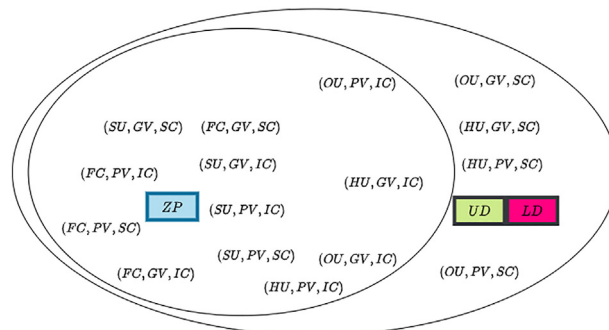 (OU, PV, IC)
(OU, GV, SC)
(SU, GV, SC)
(FC, GV, SC)
(HU, GV, SC)
(SU, GV, IC)
(HU, PV, SC)
(FC, PV, IC)
(HU, GV, IC)
ZP
(SU, PV, IC)
UD
LD
(FC, PV, SC)
(SU, PV, SC)
(OU, GV, IC)
(FC, GV, IC)
(OU, PV, SC)
(HU, PV, IC)